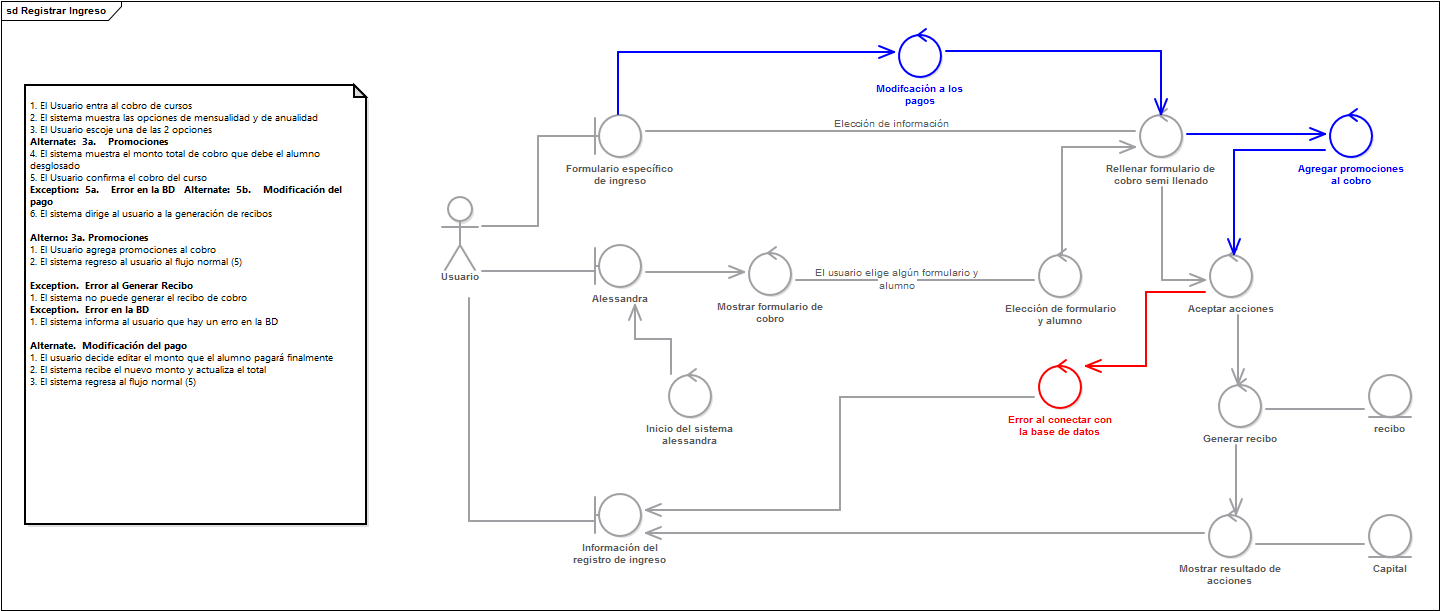 sd Registrar Ingreso
1. El Usuario entra al cobro de cursos
2. El sistema muestra las opciones de mensualidad y de anualidad
3. El Usuario escoje una de las 2 opciones
Alternate: 3a. Promociones
4. El sistema muestra el monto total de cobro que debe el alumno
desglosado
5. El Usuario confirma el cobro del curso
Exception: 5a. Error en la BD Alternate: 5b. Modificación del
pago
6. El sistema dirige al usuario a la generación de recibos
Alterno: 3a. Promociones
1. El Usuario agrega promociones al cobro
2. El sistema regreso al usuario al flujo normal (5)
Exception. Error al Generar Recibo
1. El sistema no puede generar el recibo de cobro
Exception. Error en la BD
1. El sistema informa al usuario que hay un erro en la BD
Alternate. Modificación del pago
1. El usuario decide editar el monto que el alumno pagará finalmente
2. El sistema recibe el nuevo monto y actualiza el total
3. El sistema regresa al flujo normal (5)
Modifcación a los
pagos
Elección de información
Formulario específico
de ingreso
Rellenar formulario de
cobro semi llenado
Agregar promociones
al cobro
Usuario
Alessandra
Mostrar formulario de
cobro
El usuario elige algún formulario y
alumno
Elección de formulario
y alumno
Aceptar acciones
Inicio del sistema
alessandra
Error al conectar con
la base de datos
Generar recibo
recibo
Información del
registro de ingreso
Mostrar resultado de
acciones
Capital